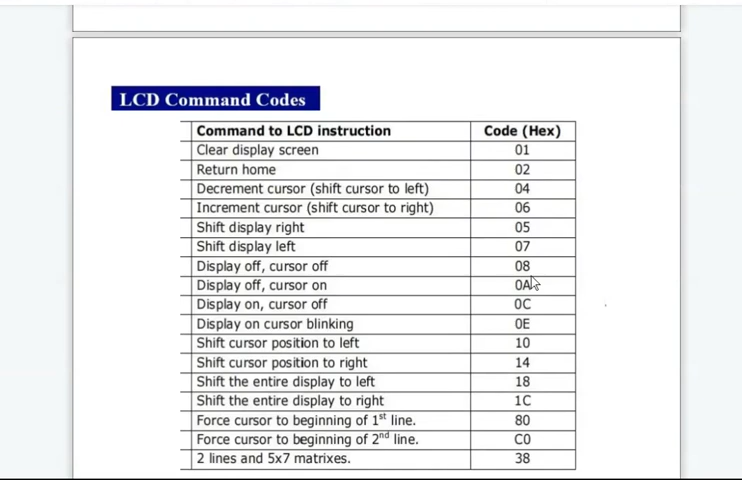 LCD Command Codes
Command to LCD instruction Code (Hex)
Clear display screen 01
Return home 02
Decrement cursor (shift cursor to left) 04
Increment cursor (shift cursor to right) 06
Shift display right 05
Shift display left 07
Display off, cursor off 08
Display off, cursor on 0A
Display on, cursor off 0C
Display on cursor blinking 0E
Shift cursor position to left 10
Shift cursor position to right 14
Shift the entire display to left 18
Shift the entire display to right 1C
Force cursor to beginning of 1st line. 80
Force cursor to beginning of 2nd line. C0
2 lines and 5x7 matrixes. 38